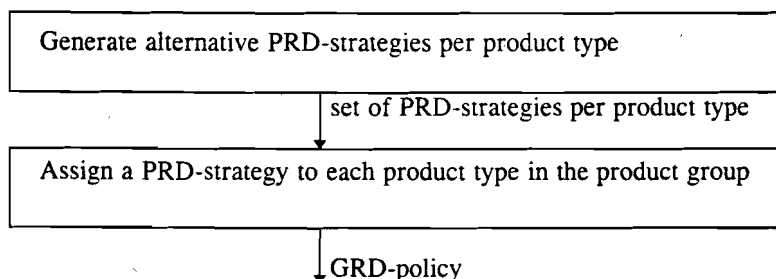 Generate alternative PRD-strategies per product type
set of PRD-strategies per product type
Assign a PRD-strategy to each product type in the product group
GRD-policy